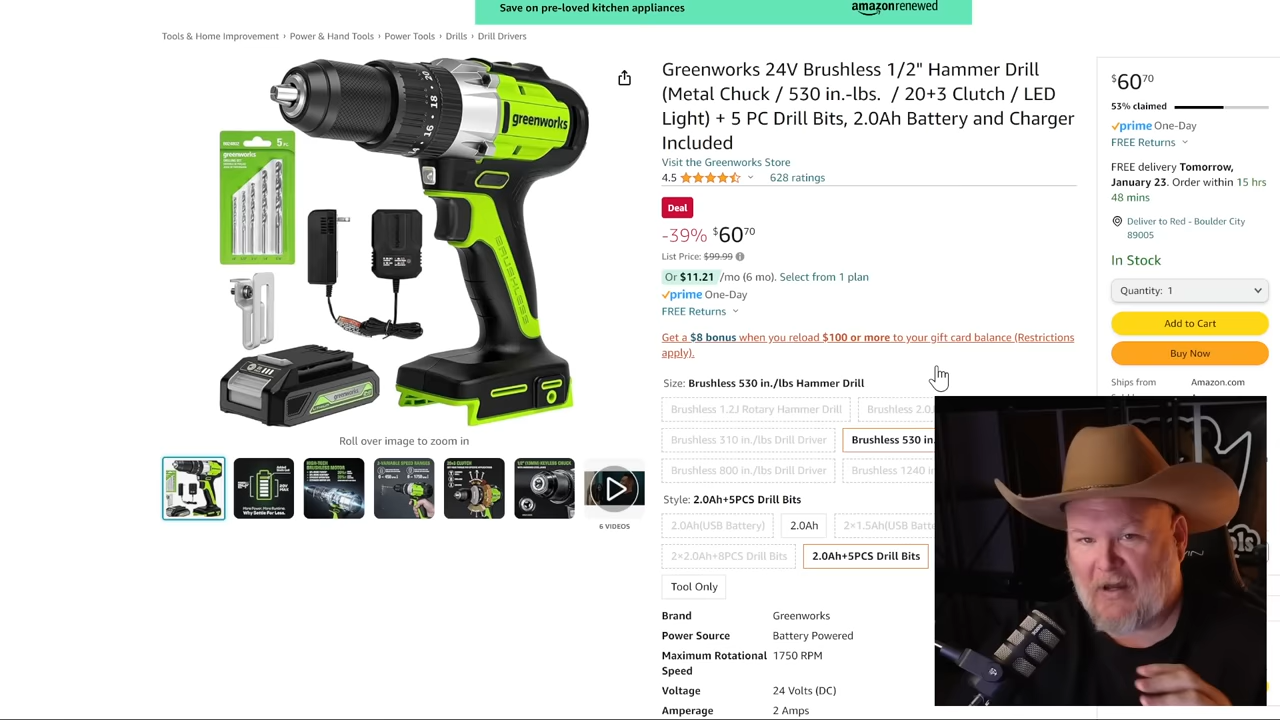 Save on pre-loved kitchen appliances
amazonrenewed
Tools & Home Improvement › Power & Hand Tools › Power Tools › Drills › Drill Drivers
Greenworks 24V Brushless 1/2" Hammer Drill
(Metal Chuck / 530 in.-lbs. / 20+3 Clutch / LED
Light) + 5 PC Drill Bits, 2.0Ah Battery and Charger
Included
Visit the Greenworks Store
4.5
628 ratings
Deal
-39% $60 70
List Price: $99.99
Or $11.21 /mo (6 mo). Select from 1 plan
prime One-Day
FREE Returns
Get a $8 bonus when you reload $100 or more to your gift card balance (Restrictions
apply).
Size: Brushless 530 in./lbs Hammer Drill
Brushless 1.2J Rotary Hammer Drill
Brushless 2.0
Brushless 310 in./lbs Drill Driver
Brushless 530 in.
Brushless 800 in./lbs Drill Driver
Brushless 1240 in
Style: 2.0Ah+5PCS Drill Bits
2.0Ah(USB Battery)
2.0Ah
2×1.5Ah(USB Batte
2×2.0Ah+8PCS Drill Bits
2.0Ah+5PCS Drill Bits
Tool Only
Brand Greenworks
Power Source Battery Powered
Maximum Rotational 1750 RPM
Speed
Voltage 24 Volts (DC)
Amperage 2 Amps
$60 70
53% claimed
prime One-Day
FREE Returns
FREE delivery Tomorrow,
January 23. Order within 15 hrs
48 mins
Deliver to Red - Boulder City
89005
In Stock
Quantity: 1
Add to Cart
Buy Now
Ships from Amazon.com
greenworks
5 PC
greenworks
20
18
16
14
BRUSHLESS
greenworks
Roll over image to zoom in
6 VIDEOS